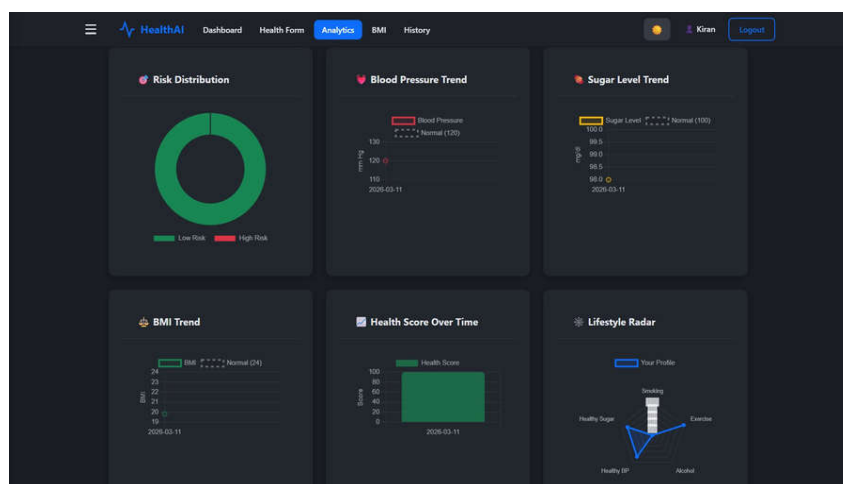 HealthAI Dashboard Health Form Analytics BMI History Kiran Logout
Risk Distribution
Low Risk High Risk
Blood Pressure Trend
Blood Pressure
Normal (120)
130
120
110
mm Hg
2026-03-11
Sugar Level Trend
Sugar Level Normal (100)
100.0
99.5
99.0
98.5
98.0
mg/dl
2026-03-11
BMI Trend
BMI Normal (24)
24
23
22
21
20
19
BMI
2026-03-11
Health Score Over Time
Health Score
100
80
60
40
20
0
Score
2026-03-11
Lifestyle Radar
Your Profile
Smoking
Healthy Sugar Exercise
Healthy BP Alcohol